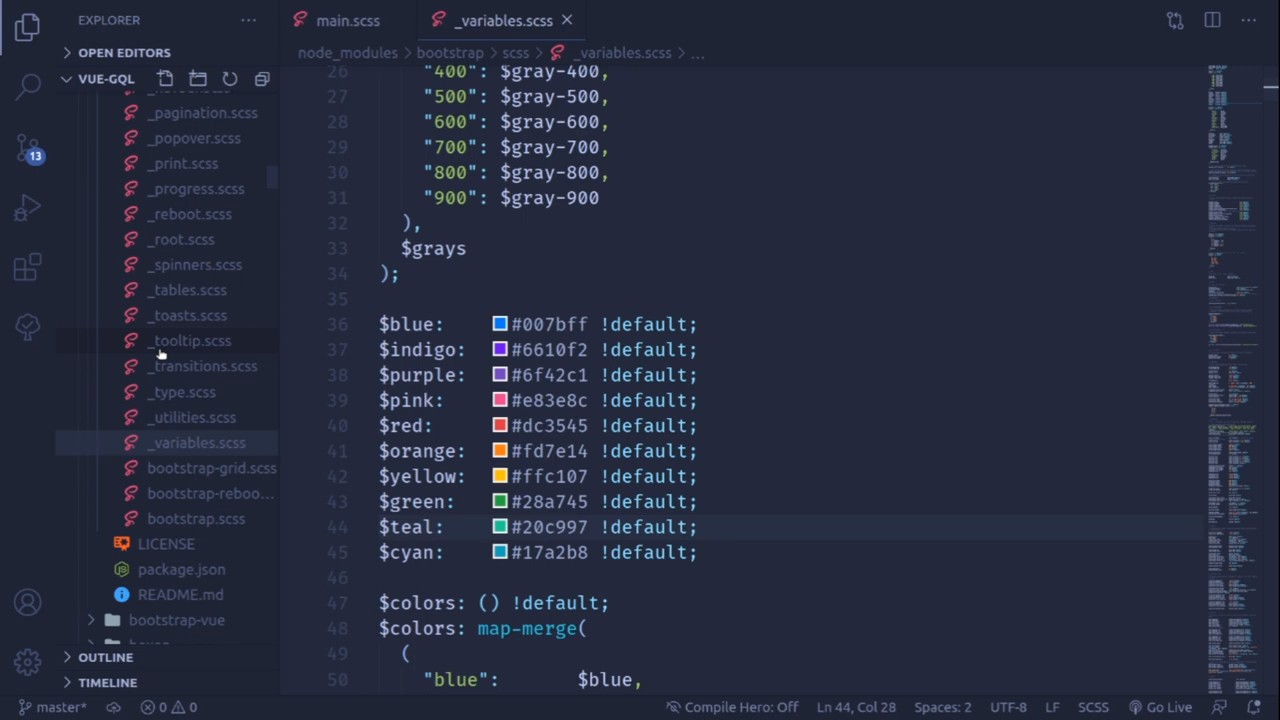 EXPLORER
main.scss
_variables.scss
OPEN EDITORS
VUE-GQL
node_modules
bootstrap
scss
_variables.scss
...
_pagination.scss
_popover.scss
_print.scss
_progress.scss
_reboot.scss
_root.scss
_spinners.scss
_tables.scss
_toasts.scss
_tooltip.scss
_transitions.scss
_type.scss
_utilities.scss
_variables.scss
bootstrap-grid.scss
bootstrap-reboo...
bootstrap.scss
LICENSE
package.json
README.md
bootstrap-vue
OUTLINE
TIMELINE
13
26 "400": $gray-400,
27 "500": $gray-500,
28 "600": $gray-600,
29 "700": $gray-700,
30 "800": $gray-800,
31 "900": $gray-900
32 ),
33 $grays
34 );
35
36 $blue: #007bff !default;
37 $indigo: #6610f2 !default;
38 $purple: #6f42c1 !default;
39 $pink: #e83e8c !default;
40 $red: #dc3545 !default;
41 $orange: #fd7e14 !default;
42 $yellow: #ffc107 !default;
43 $green: #28a745 !default;
44 $teal: #20c997 !default;
45 $cyan: #17a2b8 !default;
46
47 $colors: () !default;
48 $colors: map-merge(
49 (
50 "blue": $blue,
master*
0
0
Compile Hero: Off
Ln 44, Col 28
Spaces: 2
UTF-8
LF
SCSS
Go Live